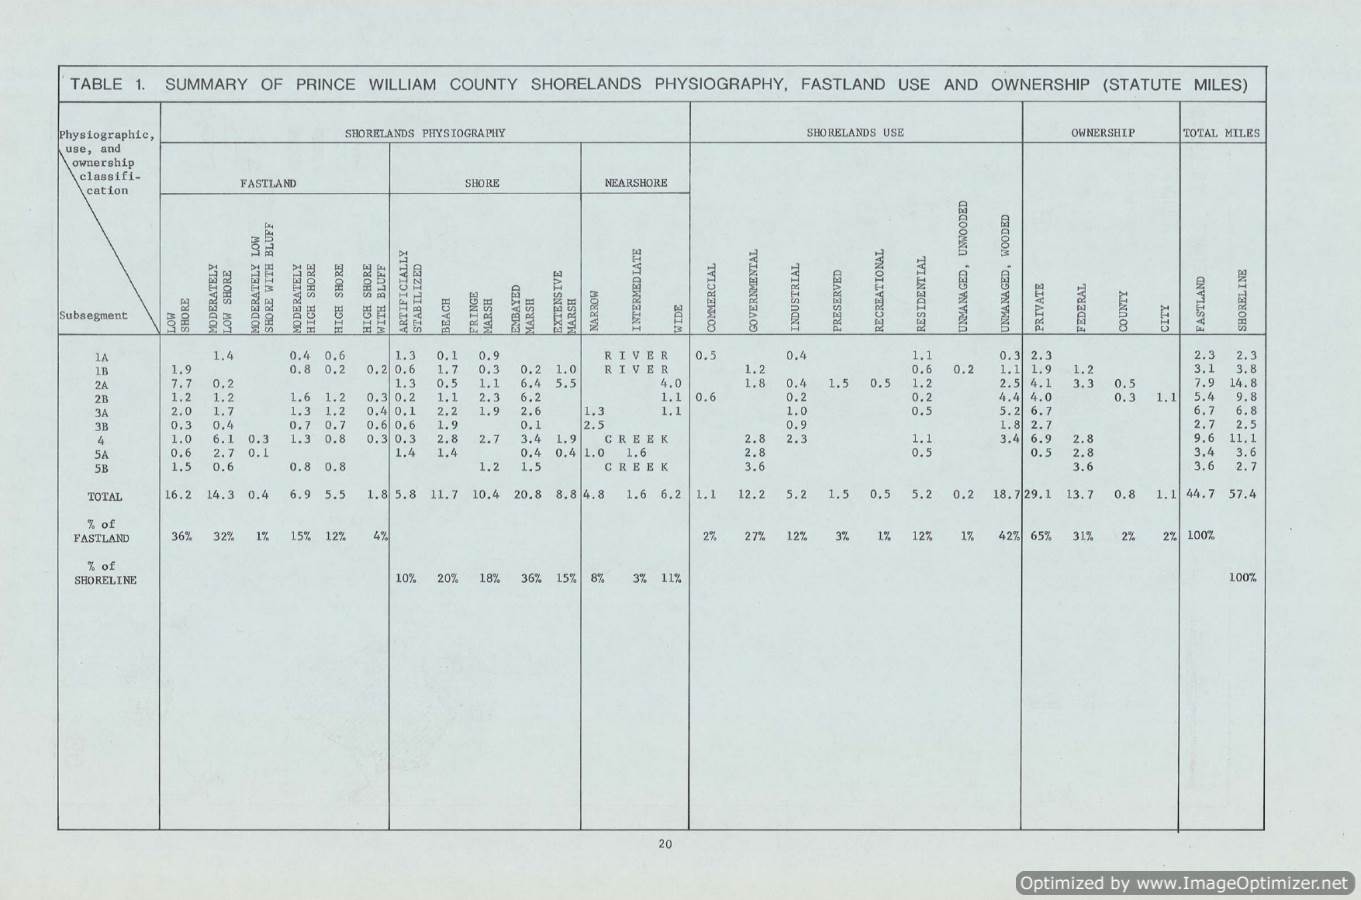 TABLE 1. SUMMARY OF PRINCE WILLIAM COUNTY SHORELANDS PHYSIOGRAPHY, FASTLAND USE AND OWNERSHIP (STATUTE MILES)
Physiographic, use, and ownership classifi-cation
Subsegment
SHORELANDS PHYSIOGRAPHY SHORELANDS USE OWNERSHIP TOTAL MILES
FASTLAND SHORE NEARSHORE
LOW SHORE
MODERATELY LOW SHORE
MODERATELY LOW SHORE WITH BLUFF
MODERATELY HIGH SHORE
HIGH SHORE
HIGH SHORE WITH BLUFF
ARTIFICIALLY STABILIZED
BEACH
FRINGE MARSH
EMBAYED MARSH
EXTENSIVE MARSH
NARROW
INTERMEDIATE
WIDE
COMMERCIAL
GOVERNMENTAL
INDUSTRIAL
PRESERVED
RECREATIONAL
RESIDENTIAL
UNMANAGED, UNWOODED
UNMANAGED, WOODED
PRIVATE
FEDERAL
COUNTY
CITY
FASTLAND
SHORELINE
1A 1.4 0.4 0.6 1.3 0.1 0.9 R I V E R 0.5 0.4 1.1 0.3 2.3 2.3 2.3
1B 1.9 0.8 0.2 0.2 0.6 1.7 0.3 0.2 1.0 R I V E R 1.2 0.6 0.2 1.1 1.9 1.2 3.1 3.8
2A 7.7 0.2 1.3 0.5 1.1 6.4 5.5 4.0 1.8 0.4 1.5 0.5 1.2 2.5 4.1 3.3 0.5 7.9 14.8
2B 1.2 1.2 1.6 1.2 0.3 0.2 1.1 2.3 6.2 1.1 0.6 0.2 0.2 4.4 4.0 0.3 1.1 5.4 9.8
3A 2.0 1.7 1.3 1.2 0.4 0.1 2.2 1.9 2.6 1.3 1.1 1.0 0.5 5.2 6.7 6.7 6.8
3B 0.3 0.4 0.7 0.7 0.6 0.6 1.9 0.1 2.5 0.9 1.8 2.7 2.7 2.5
4 1.0 6.1 0.3 1.3 0.8 0.3 0.3 2.8 2.7 3.4 1.9 C R E E K 2.8 2.3 1.1 3.4 6.9 2.8 9.6 11.1
5A 0.6 2.7 0.1 1.4 1.4 0.4 0.4 1.0 1.6 2.8 0.5 0.5 2.8 3.4 3.6
5B 1.5 0.6 0.8 0.8 1.2 1.5 C R E E K 3.6 3.6 3.6 2.7
TOTAL 16.2 14.3 0.4 6.9 5.5 1.8 5.8 11.7 10.4 20.8 8.8 4.8 1.6 6.2 1.1 12.2 5.2 1.5 0.5 5.2 0.2 18.7 29.1 13.7 0.8 1.1 44.7 57.4
% of
FASTLAND 36% 32% 1% 15% 12% 4% 2% 27% 12% 3% 1% 12% 1% 42% 65% 31% 2% 2% 100%
% of
SHORELINE 10% 20% 18% 36% 15% 8% 3% 11% 100%
20
Optimized by www.ImageOptimizer.net